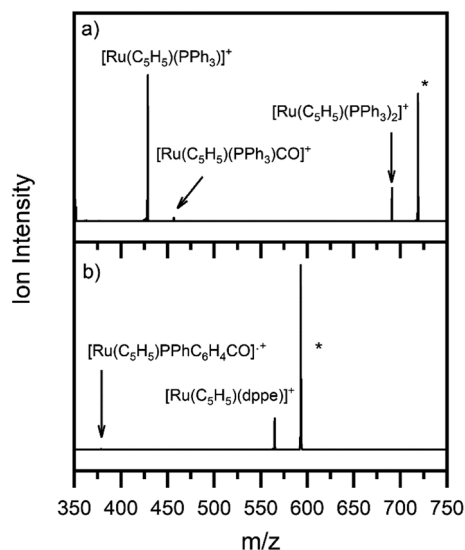 a)
[Ru(C₅H₅)(PPh₃)]⁺
*
[Ru(C₅H₅)(PPh₃)₂]⁺
[Ru(C₅H₅)(PPh₃)CO]⁺
Ion Intensity
b)
*
[Ru(C₅H₅)PPhC₆H₄CO]·⁺
[Ru(C₅H₅)(dppe)]⁺
350 400 450 500 550 600 650 700 750
m/z